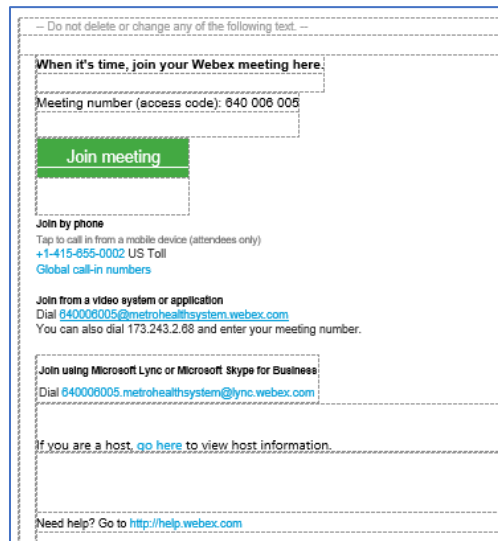 -- Do not delete or change any of the following text. --
When it's time, join your Webex meeting here.
Meeting number (access code): 640 006 005
Join meeting
Join by phone
Tap to call in from a mobile device (attendees only)
+1-415-655-0002 US Toll
Global call-in numbers
Join from a video system or application
Dial 640006005@metrohealthsystem.webex.com
You can also dial 173.243.2.68 and enter your meeting number.
Join using Microsoft Lync or Microsoft Skype for Business
Dial 640006005.metrohealthsystem@lync.webex.com
If you are a host, go here to view host information.
Need help? Go to http://help.webex.com